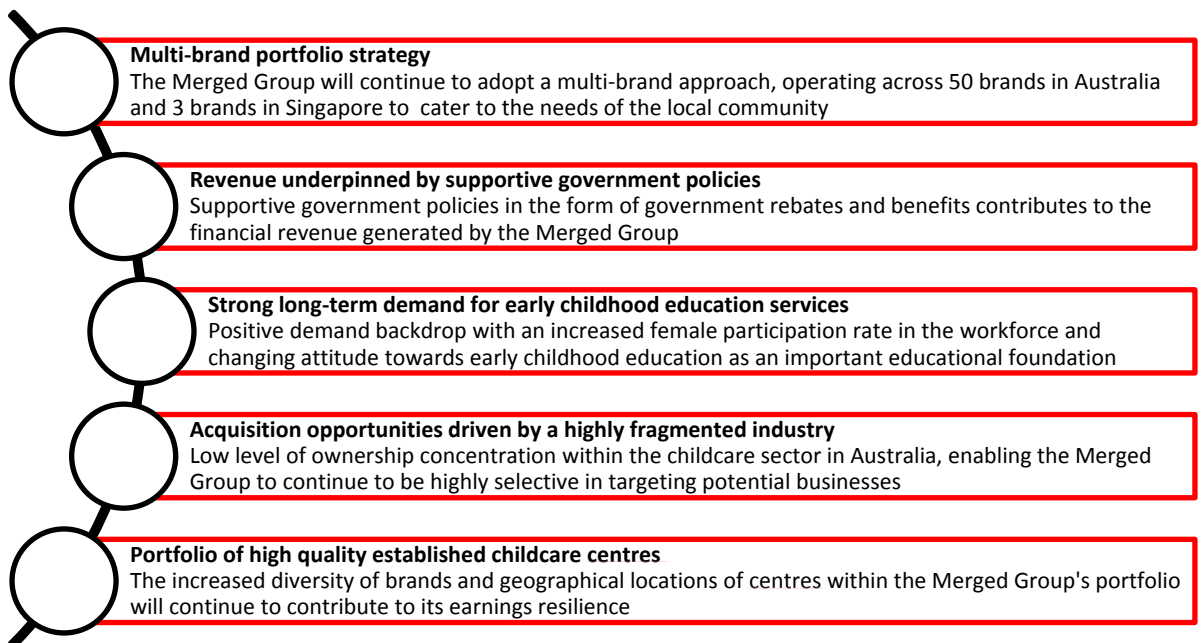 Multi-brand portfolio strategy
The Merged Group will continue to adopt a multi-brand approach, operating across 50 brands in Australia
and 3 brands in Singapore to  cater to the needs of the local community
Revenue underpinned by supportive government policies
Supportive government policies in the form of government rebates and benefits contributes to the
financial revenue generated by the Merged Group
Strong long-term demand for early childhood education services
Positive demand backdrop with an increased female participation rate in the workforce and
changing attitude towards early childhood education as an important educational foundation
Acquisition opportunities driven by a highly fragmented industry
Low level of ownership concentration within the childcare sector in Australia, enabling the Merged
Group to continue to be highly selective in targeting potential businesses
Portfolio of high quality established childcare centres
The increased diversity of brands and geographical locations of centres within the Merged Group's portfolio
will continue to contribute to its earnings resilience